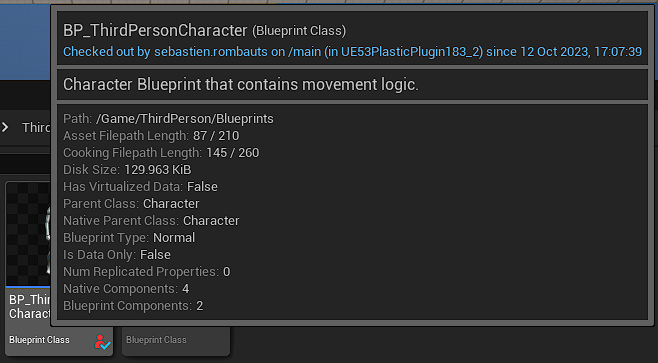 BP_ThirdPersonCharacter (Blueprint Class)
Checked out by sebastien.rombauts on /main (in UE53PlasticPlugin183_2) since 12 Oct 2023, 17:07:39
Character Blueprint that contains movement logic.
Path: /Game/ThirdPerson/Blueprints
Asset Filepath Length: 87 / 210
Cooking Filepath Length: 145 / 260
Disk Size: 129.963 KiB
Has Virtualized Data: False
Parent Class: Character
Native Parent Class: Character
Blueprint Type: Normal
Is Data Only: False
Num Replicated Properties: 0
Native Components: 4
Blueprint Components: 2
Third
BP_Thi
Charac
Blueprint Class
Blueprint Class